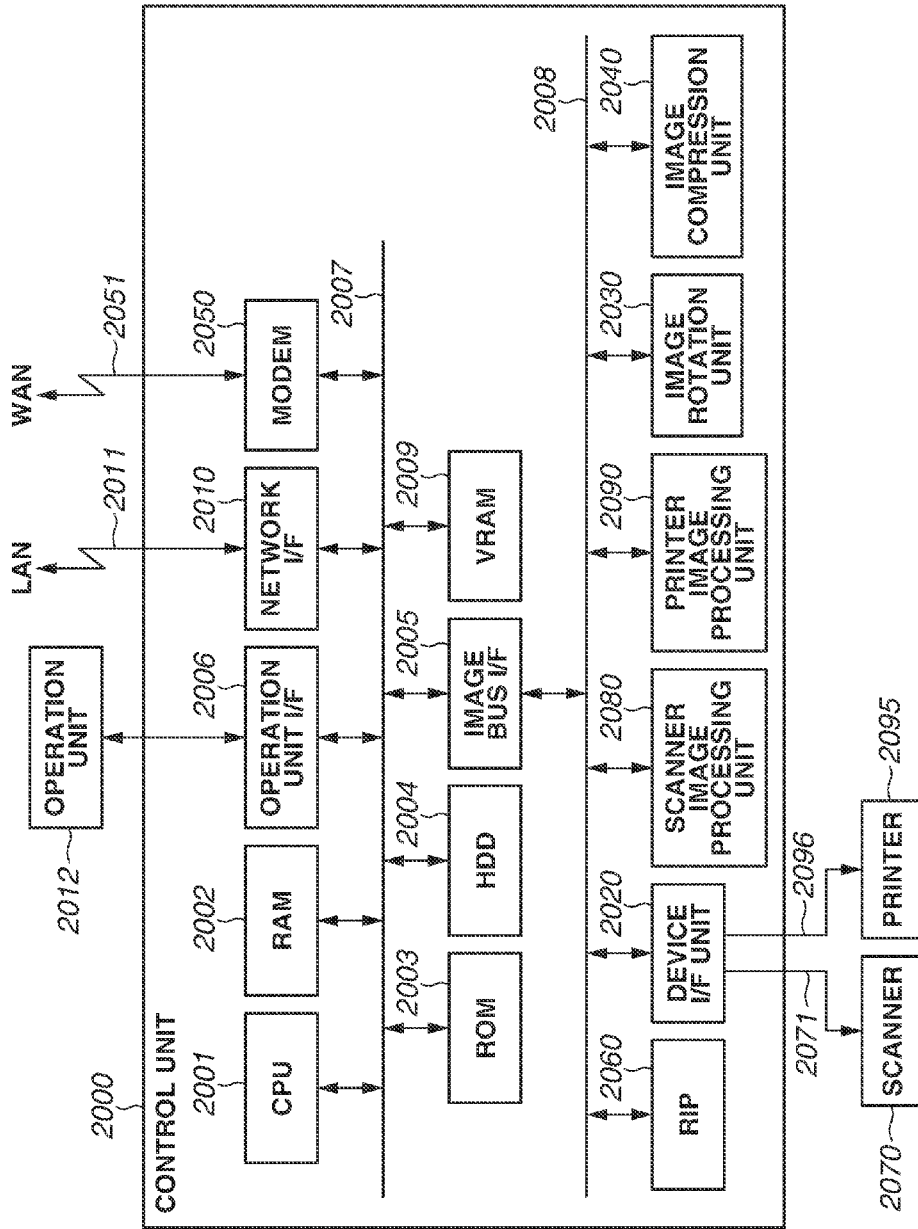 LAN
WAN
OPERATION
UNIT
2012
2011
2051
2000
CONTROL UNIT
2001
CPU
2002
RAM
2006
OPERATION
UNIT I/F
2010
NETWORK
I/F
2050
MODEM
2007
2003
ROM
2004
HDD
2005
IMAGE
BUS I/F
2009
VRAM
2008
2060
RIP
2020
DEVICE
I/F UNIT
2080
SCANNER
IMAGE
PROCESSING
UNIT
2090
PRINTER
IMAGE
PROCESSING
UNIT
2030
IMAGE
ROTATION
UNIT
2040
IMAGE
COMPRESSION
UNIT
2071
2096
2070
SCANNER
PRINTER
2095